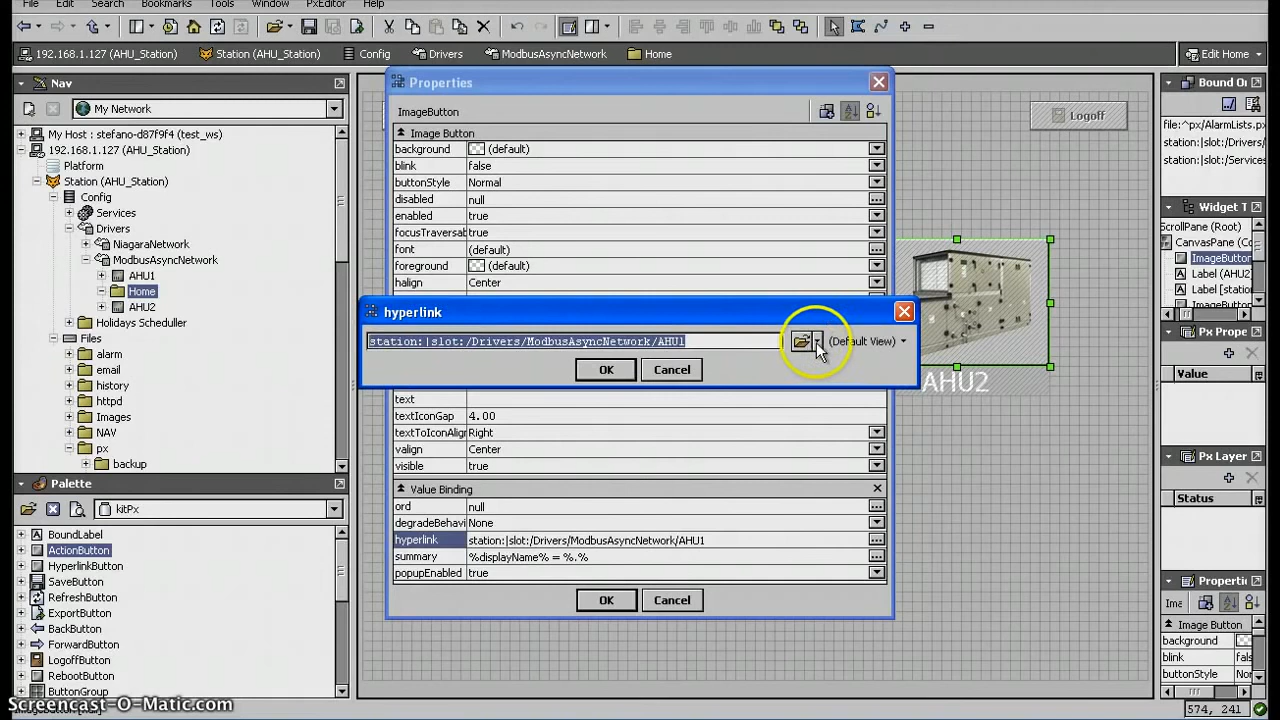 File Edit Search Bookmarks Tools Window PxEditor Help
192.168.1.127 (AHU_Station) Station (AHU_Station) Config Drivers ModbusAsyncNetwork Home Edit Home
Nav
My Network
My Host : stefano-d87f9f4 (test_ws)
192.168.1.127 (AHU_Station)
Platform
Station (AHU_Station)
Config
Services
Drivers
NiagaraNetwork
ModbusAsyncNetwork
AHU1
Home
AHU2
Holidays Scheduller
Files
alarm
email
history
httpd
Images
NAV
px
backup
Palette
kitPx
BoundLabel
ActionButton
HyperlinkButton
SaveButton
RefreshButton
ExportButton
BackButton
ForwardButton
LogoffButton
RebootButton
ButtonGroup
Properties
ImageButton
Image Button
background (default)
blink false
buttonStyle Normal
disabled null
enabled true
focusTraversab true
font (default)
foreground (default)
halign Center
hyperlink
station:|slot:/Drivers/ModbusAsyncNetwork/AHU1
(Default View)
OK Cancel
text
textIconGap 4.00
textToIconAlign Right
valign Center
visible true
Value Binding
ord null
degradeBehavi None
hyperlink station:|slot:/Drivers/ModbusAsyncNetwork/AHU1
summary %displayName% = %.%
popupEnabled true
OK Cancel
Logoff
AHU2
Bound Or
file:^px/AlarmLists.p
station:|slot:/Drivers/
station:|slot:/Service
Widget T
ScrollPane (Root)
CanvasPane (Co
ImageButton
Label (AHU2)
Label [station
ImageButton
Px Prope
Value
Px Layer
Status
Properti
Ima
Image Button
background
blink fals
buttonStyle No
574, 241
Screencast-O-Matic.com